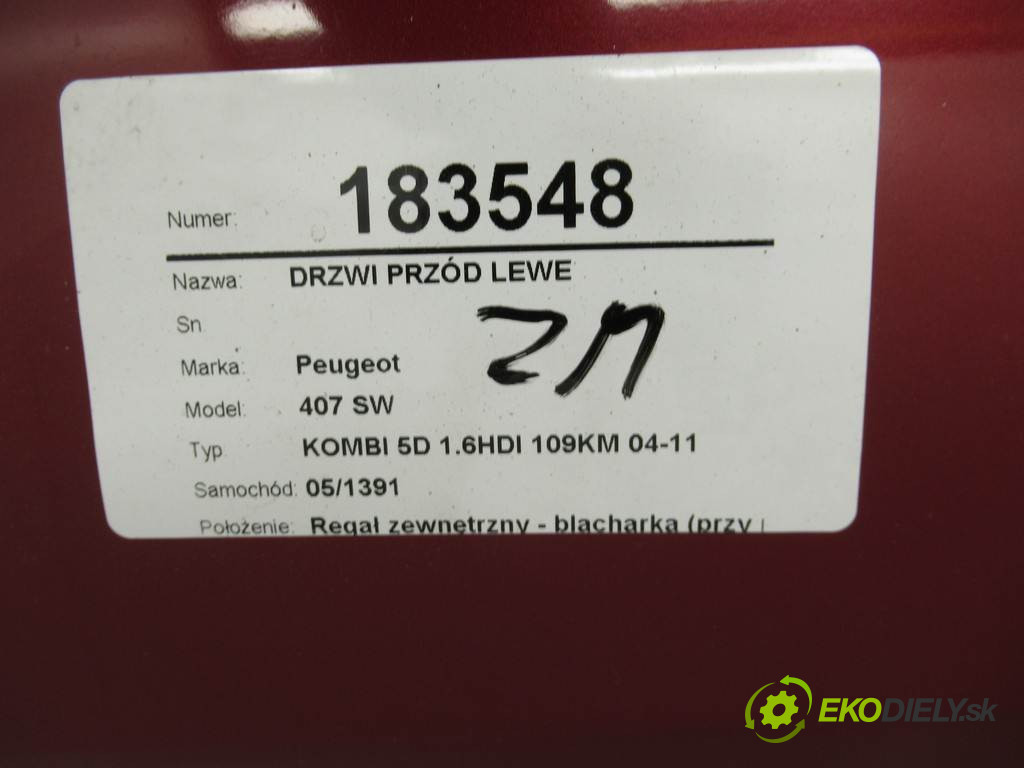 Numer: 183548
Nazwa: DRZWI PRZÓD LEWE
Sn
ZM
Marka: Peugeot
Model: 407 SW
Typ KOMBI 5D 1.6HDI 109KM 04-11
Samochód: 05/1391
Położenie: Regał zewnętrzny - blacharka (przy
EKODIELY.sk